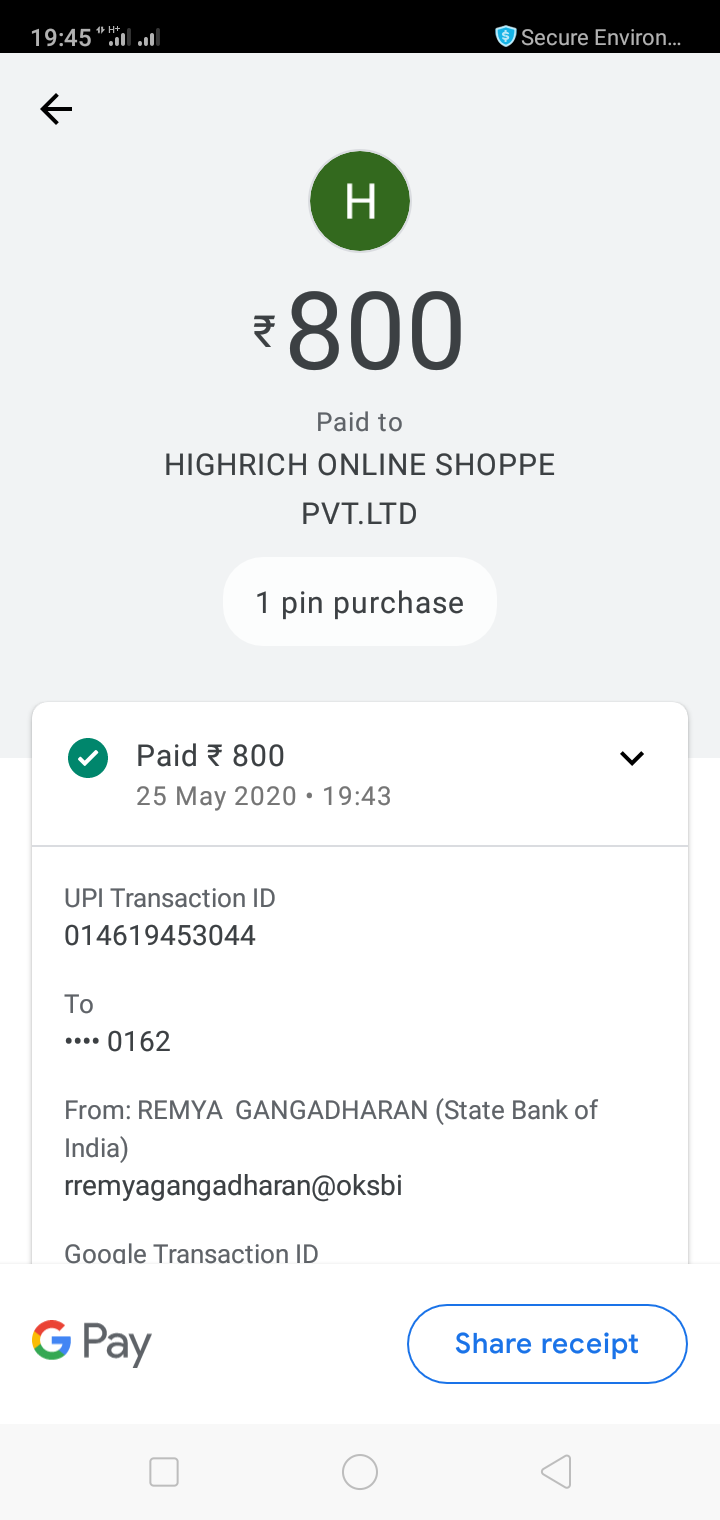 19:45 H+ Secure Environ...
H
₹800
Paid to
HIGHRICH ONLINE SHOPPE
PVT.LTD
1 pin purchase
Paid ₹ 800
25 May 2020 • 19:43
UPI Transaction ID
014619453044
To
•••• 0162
From: REMYA GANGADHARAN (State Bank of
India)
rremyagangadharan@oksbi
Google Transaction ID
G Pay
Share receipt